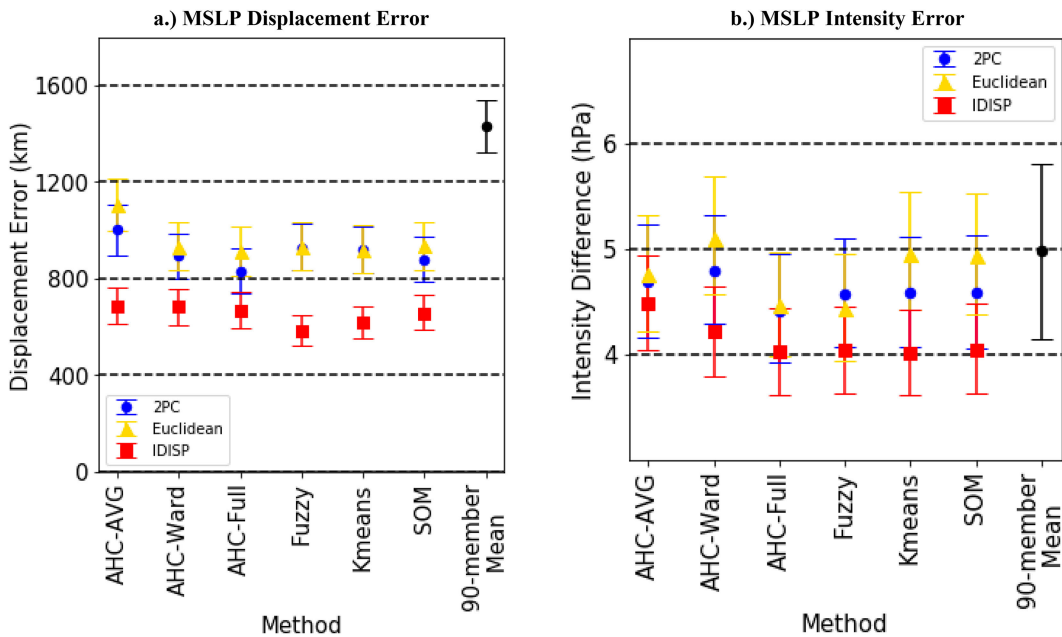 a.) MSLP Displacement Error
Displacement Error (km)
1600
1200
800
400
0
2PC
Euclidean
IDISP
AHC-AVG
AHC-Ward
AHC-Full
Fuzzy
Kmeans
SOM
90-member
Mean
Method
b.) MSLP Intensity Error
Intensity Difference (hPa)
6
5
4
2PC
Euclidean
IDISP
AHC-AVG
AHC-Ward
AHC-Full
Fuzzy
Kmeans
SOM
90-member
Mean
Method